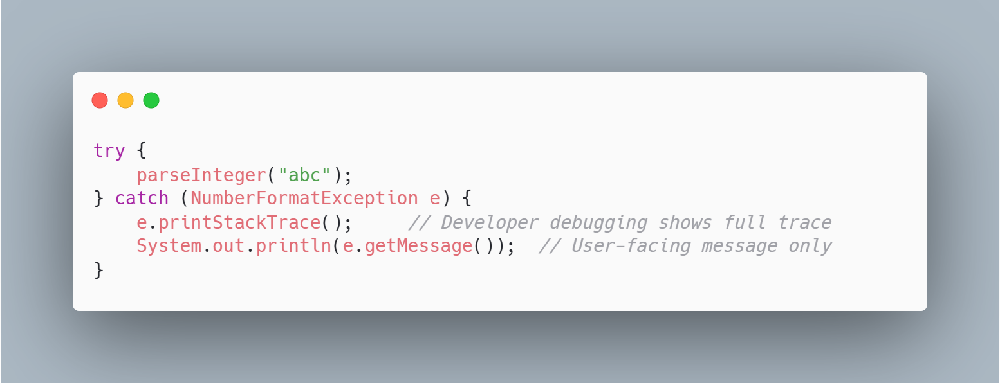 try {
    parseInteger("abc");
} catch (NumberFormatException e) {
    e.printStackTrace();     // Developer debugging shows full trace
    System.out.println(e.getMessage());  // User-facing message only
}